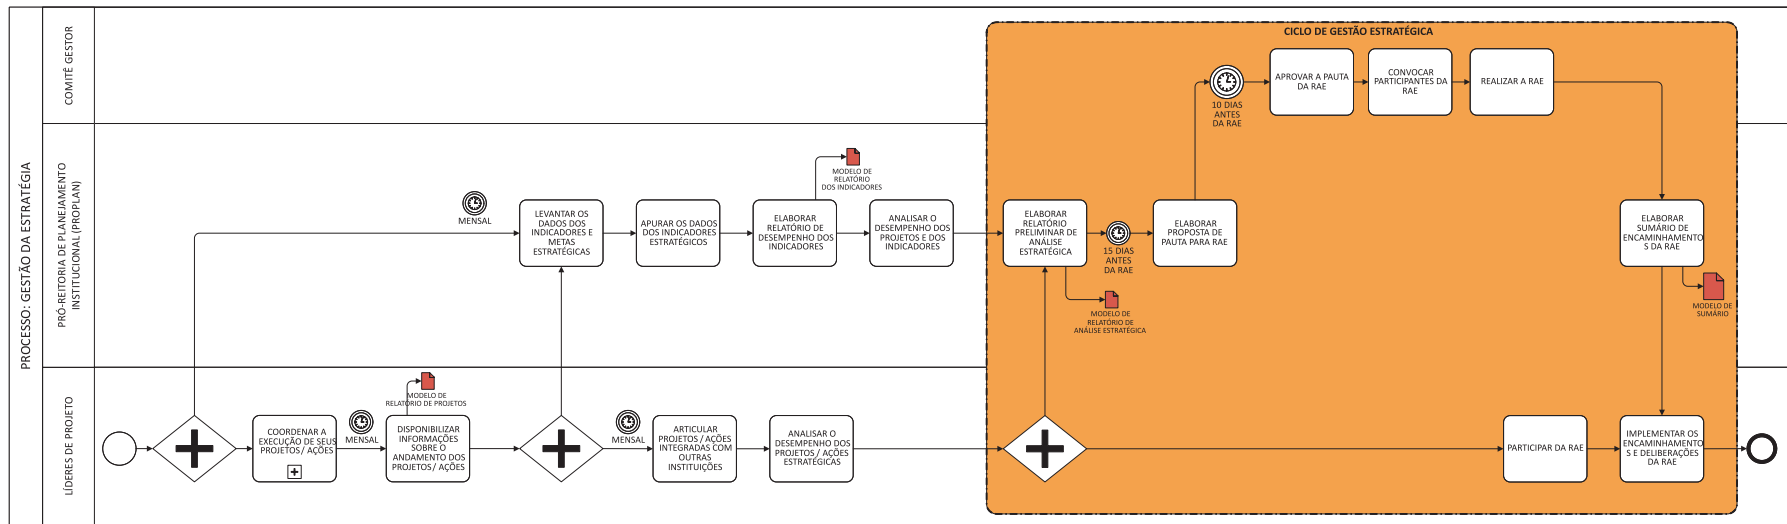 PROCESSO: GESTÃO DA ESTRATÉGIA
COMITÊ GESTOR
CICLO DE GESTÃO ESTRATÉGICA
10 DIAS
ANTES
DA RAE
APROVAR A PAUTA
DA RAE
CONVOCAR
PARTICIPANTES DA
RAE
REALIZAR A RAE
PRÓ-REITORIA DE PLANEJAMENTO
INSTITUCIONAL (PROPLAN)
MENSAL
LEVANTAR OS
DADOS DOS
INDICADORES E
METAS
ESTRATÉGICAS
APURAR OS DADOS
DOS INDICADORES
ESTRATÉGICOS
MODELO DE
RELATÓRIO
DOS INDICADORES
ELABORAR
RELATÓRIO DE
DESEMPENHO DOS
INDICADORES
ANALISAR O
DESEMPENHO DOS
PROJETOS E DOS
INDICADORES
ELABORAR
RELATÓRIO
PRELIMINAR DE
ANÁLISE
ESTRATÉGICA
MODELO DE
RELATÓRIO DE
ANÁLISE ESTRATÉGICA
15 DIAS
ANTES
DA RAE
ELABORAR
PROPOSTA DE
PAUTA PARA RAE
ELABORAR
SUMÁRIO DE
ENCAMINHAMENTO
S DA RAE
MODELO DE
SUMÁRIO
LÍDERES DE PROJETO
COORDENAR A
EXECUÇÃO DE SEUS
PROJETOS / AÇÕES
MENSAL
MODELO DE
RELATÓRIO DE PROJETOS
DISPONIBILIZAR
INFORMAÇÕES
SOBRE O
ANDAMENTO DOS
PROJETOS / AÇÕES
MENSAL
ARTICULAR
PROJETOS / AÇÕES
INTEGRADAS COM
OUTRAS
INSTITUIÇÕES
ANALISAR O
DESEMPENHO DOS
PROJETOS / AÇÕES
ESTRATÉGICAS
PARTICIPAR DA RAE
IMPLEMENTAR OS
ENCAMINHAMENTO
S E DELIBERAÇÕES
DA RAE